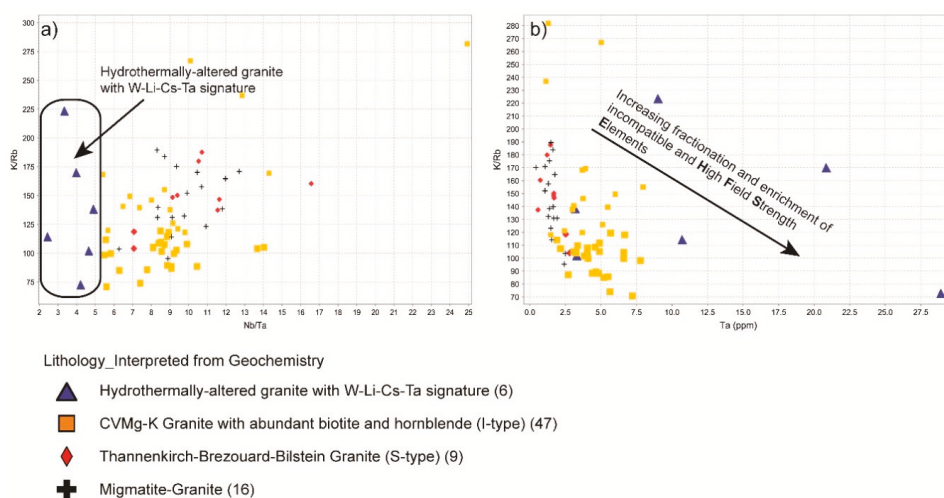 a)
300
275
250
225
200
175
150
125
100
75
K/Rb
Hydrothermally-altered granite
with W-Li-Cs-Ta signature
2 3 4 5 6 7 8 9 10 11 12 13 14 15 16 17 18 19 20 21 22 23 24 25
Nb/Ta
b)
280
270
260
250
240
230
220
210
200
190
180
170
160
150
140
130
120
110
100
90
80
70
K/Rb
Increasing fractionation and enrichment of
incompatible and High Field Strength
Elements
0.0 2.5 5.0 7.5 10.0 12.5 15.0 17.5 20.0 22.5 25.0 27.5
Ta (ppm)
Lithology_Interpreted from Geochemistry
Hydrothermally-altered granite with W-Li-Cs-Ta signature (6)
CVMg-K Granite with abundant biotite and hornblende (I-type) (47)
Thannenkirch-Brezouard-Bilstein Granite (S-type) (9)
Migmatite-Granite (16)